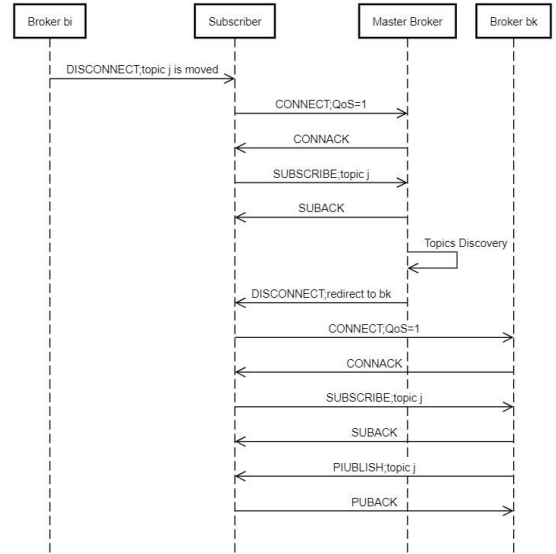 Broker bi
Subscriber
Master Broker
Broker bk
DISCONNECT;topic j is moved
CONNECT;QoS=1
CONNACK
SUBSCRIBE;topic j
SUBACK
Topics Discovery
DISCONNECT;redirect to bk
CONNECT;QoS=1
CONNACK
SUBSCRIBE;topic j
SUBACK
PIUBLISH;topic j
PUBACK